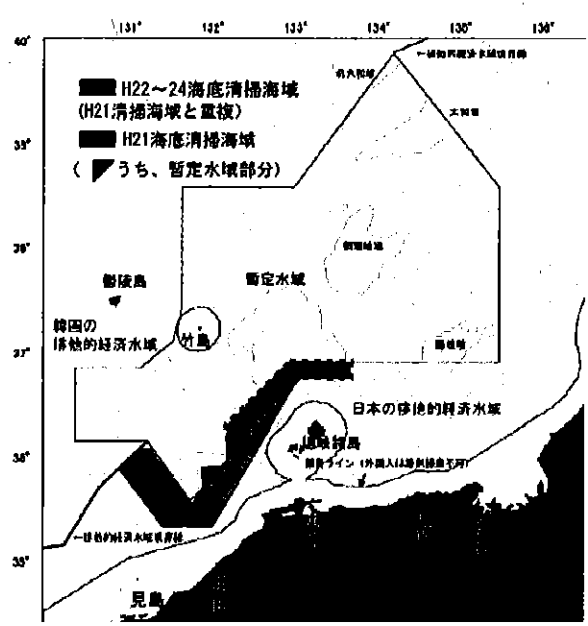 131°
132°
133°
134°
135°
136°
40°
H22~24海底清掃海域
(H21清掃海域と重複)
H21海底清掃海域
( うち、暂定水域部分)
大和堆
鬱陵島
暫定水域
韓国の
排他的経済水域
竹島
37°
日本の排他的経済水域
隠岐諸島
36°
35°
見島